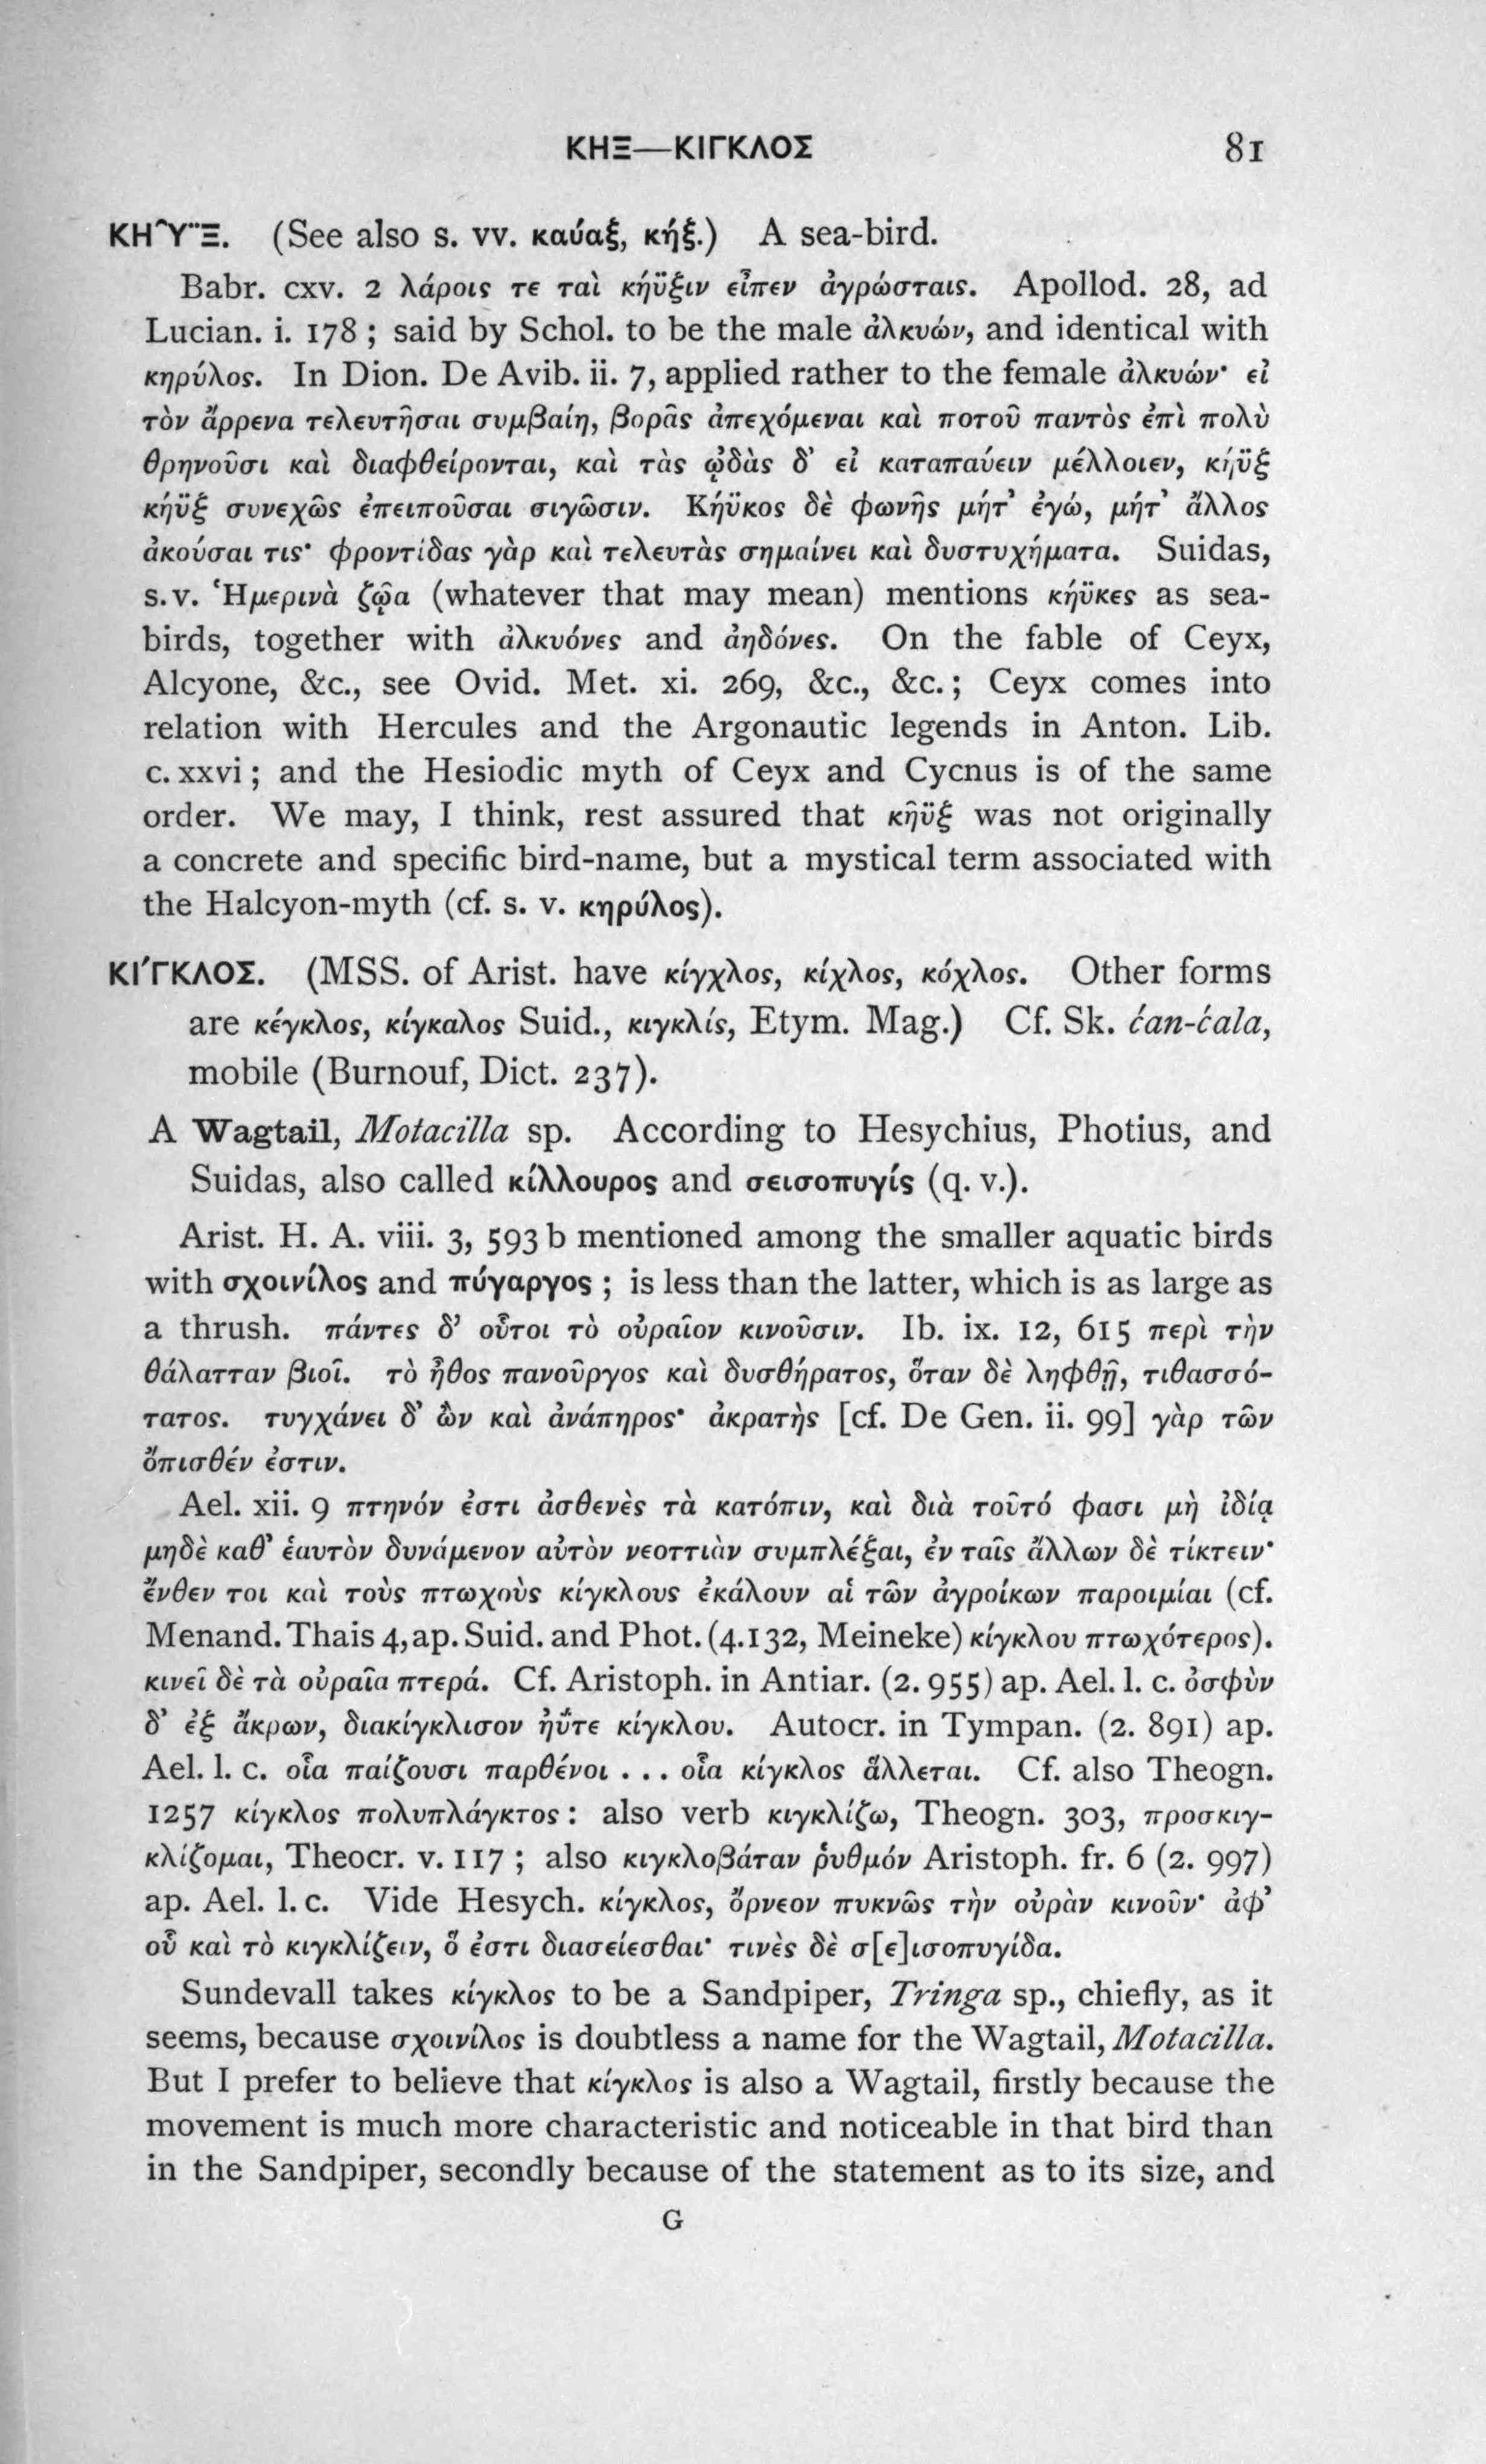 ΚΗΞ—ΚΙΓΚΛΟΣ 81
ΚΗ῀Υ¨Ξ. (See also s. vv. καύαξ, κήξ.) A sea-bird.
Babr. cxv. 2 λάροις τε ταὶ κήϋξιν εἶπεν ἀγρώσταις. Apollod. 28, ad
Lucian. i. 178 ; said by Schol. to be the male ἀλκυών, and identical with
κηρύλος. In Dion. De Avib. ii. 7, applied rather to the female ἀλκυών· εἰ
τὸν ἄρρενα τελευτῆσαι συμβαίη, βορᾶς ἀπεχόμεναι καὶ ποτοῦ παντὸς ἐπὶ πολὺ
θρηνοῦσι καὶ διαφθείρονται, καὶ τὰς ᾠδὰς δ’ εἰ καταπαύειν μέλλοιεν, κήϋξ
κήϋξ συνεχῶς ἐπειποῦσαι σιγῶσιν. Κήϋκος δὲ φωνῆς μήτ’ ἐγώ, μήτ’ ἄλλος
ἀκούσαι τις· φροντίδας γὰρ καὶ τελευτὰς σημαίνει καὶ δυστυχήματα. Suidas,
s. v. Ἡμερινὰ ζῷα (whatever that may mean) mentions κήϋκες as sea-
birds, together with ἀλκυόνες and ἀηδόνες. On the fable of Ceyx,
Alcyone, &c., see Ovid. Met. xi. 269, &c., &c. ; Ceyx comes into
relation with Hercules and the Argonautic legends in Anton. Lib.
c. xxvi ; and the Hesiodic myth of Ceyx and Cycnus is of the same
order. We may, I think, rest assured that κῆϋξ was not originally
a concrete and specific bird-name, but a mystical term associated with
the Halcyon-myth (cf. s. v. κηρύλος).
ΚΙ´ΓΚΛΟΣ. (MSS. of Arist. have κίγχλος, κίχλος, κόχλος. Other forms
are κέγκλος, κίγκαλος Suid., κιγκλίς, Etym. Mag.) Cf. Sk. ćan-ćala,
mobile (Burnouf, Dict. 237).
A Wagtail, Motacilla sp. According to Hesychius, Photius, and
Suidas, also called κίλλουρος and σεισοπυγίς (q. v.).
Arist. H. A. viii. 3, 593 b mentioned among the smaller aquatic birds
with σχοινίλος and πύγαργος ; is less than the latter, which is as large as
a thrush. πάντες δ’ οὗτοι τὸ οὐραῖον κινοῦσιν. Ib. ix. 12, 615 περὶ τὴν
θάλατταν βιοῖ. τὸ ἦθος πανοῦργος καὶ δυσθήρατος, ὅταν δὲ ληφθῇ, τιθασσό-
τατος. τυγχάνει δ’ ὢν καὶ ἀνάπηρος· ἀκρατὴς [cf. De Gen. ii. 99] γὰρ τῶν
ὄπισθέν ἐστιν.
Ael. xii. 9 πτηνόν ἐστι ἀσθενὲς τὰ κατόπιν, καὶ διὰ τοῦτό φασι μὴ ἰδίᾳ
μηδὲ καθ’ ἑαυτὸν δυνάμενον αὐτὸν νεοττιὰν συμπλέξαι, ἐν ταῖς ἄλλων δὲ τίκτειν·
ἔνθεν τοι καὶ τοὺς πτωχοὺς κίγκλους ἐκάλουν αἱ τῶν ἀγροίκων παροιμίαι (cf.
Menand. Thais 4, ap. Suid. and Phot. (4.132, Meineke) κίγκλου πτωχότερος).
κινεῖ δὲ τὰ οὐραῖα πτερά. Cf. Aristoph. in Antiar. (2. 955) ap. Ael. l. c. ὀσφὺν
δ’ ἐξ ἄκρων, διακίγκλισον ἠΰτε κίγκλου. Autocr. in Tympan. (2. 891) ap.
Ael. l. c. οἷα παίζουσι παρθένοι . . . οἷα κίγκλος ἅλλεται. Cf. also Theogn.
1257 κίγκλος πολυπλάγκτος : also verb κιγκλίζω, Theogn. 303, προσκιγ-
κλίζομαι, Theocr. v. 117 ; also κιγκλοβάταν ῥυθμόν Aristoph. fr. 6 (2. 997)
ap. Ael. l. c. Vide Hesych. κίγκλος, ὄρνεον πυκνῶς τὴν οὐρὰν κινοῦν· ἀφ’
οὗ καὶ τὸ κιγκλίζειν, ὅ ἐστι διασείεσθαι· τινὲς δὲ σ[ε]ισοπυγίδα.
Sundevall takes κίγκλος to be a Sandpiper, Tringa sp., chiefly, as it
seems, because σχοινίλος is doubtless a name for the Wagtail, Motacilla.
But I prefer to believe that κίγκλος is also a Wagtail, firstly because the
movement is much more characteristic and noticeable in that bird than
in the Sandpiper, secondly because of the statement as to its size, and
G